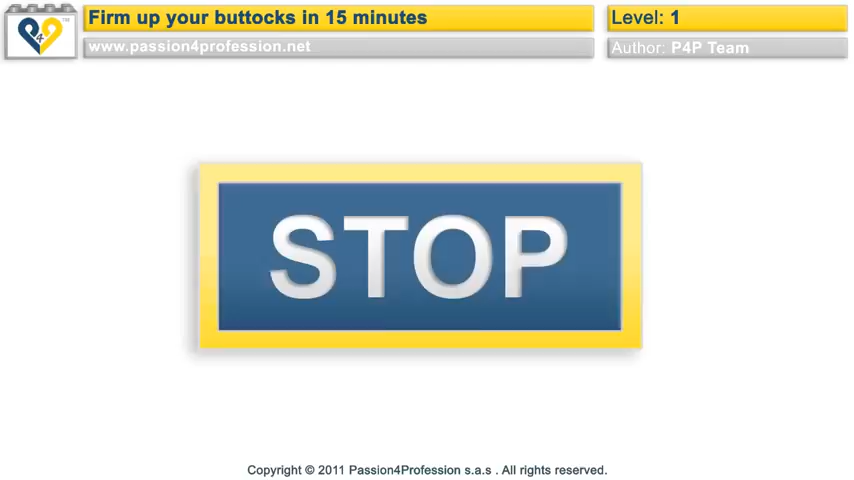 P4P™
Firm up your buttocks in 15 minutes
Level: 1
www.passion4profession.net
Author: P4P Team
STOP
Copyright © 2011 Passion4Profession s.a.s . All rights reserved.